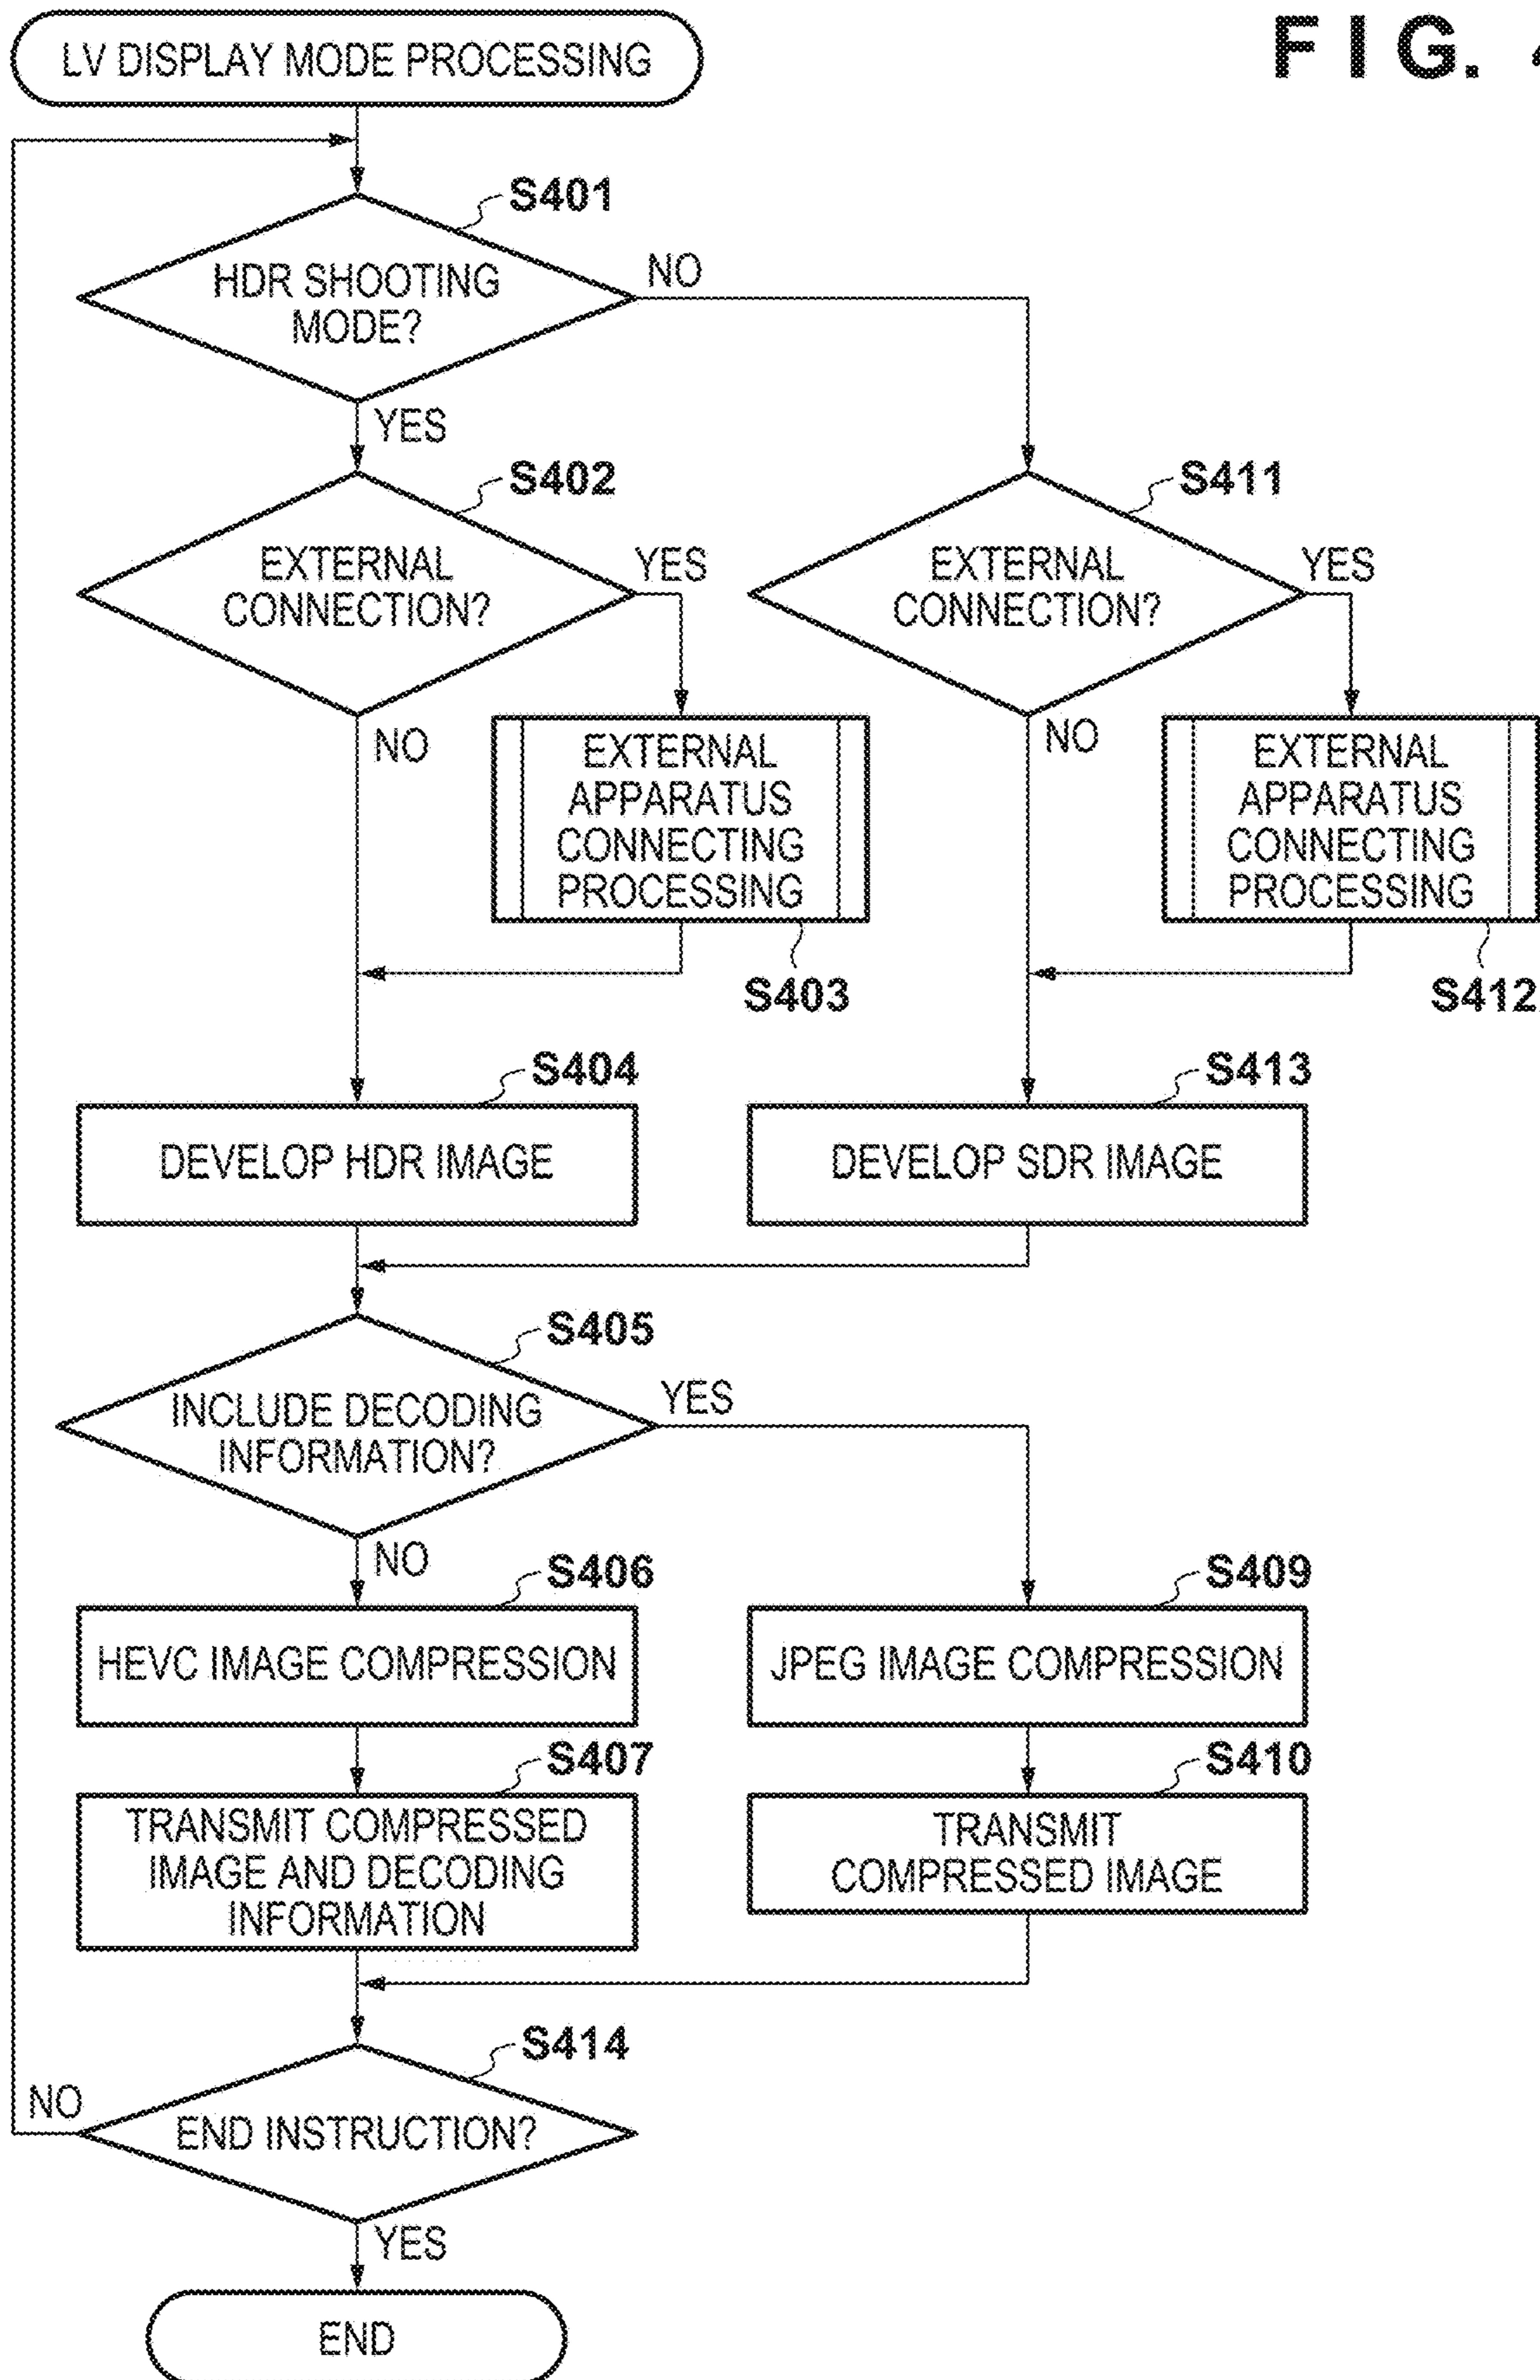 FIG. 4
LV DISPLAY MODE PROCESSING
S401
HDR SHOOTING
MODE?
NO
YES
S402
EXTERNAL
CONNECTION?
YES
NO
S411
EXTERNAL
CONNECTION?
YES
NO
EXTERNAL
APPARATUS
CONNECTING
PROCESSING
S403
EXTERNAL
APPARATUS
CONNECTING
PROCESSING
S412
S404
DEVELOP HDR IMAGE
S413
DEVELOP SDR IMAGE
S405
INCLUDE DECODING
INFORMATION?
YES
NO
S406
HEVC IMAGE COMPRESSION
S409
JPEG IMAGE COMPRESSION
S407
TRANSMIT COMPRESSED
IMAGE AND DECODING
INFORMATION
S410
TRANSMIT
COMPRESSED IMAGE
S414
END INSTRUCTION?
NO
YES
END